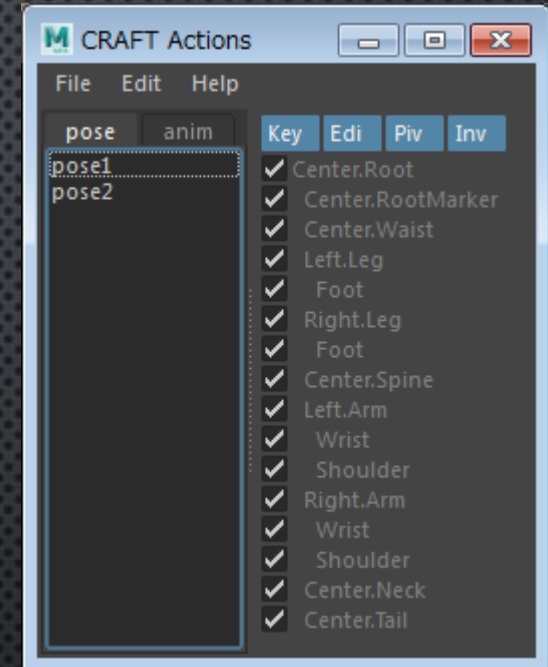 CRAFT Actions
File Edit Help
pose anim
Key Edi Piv Inv
pose1
pose2
Center.Root
Center.RootMarker
Center.Waist
Left.Leg
Foot
Right.Leg
Foot
Center.Spine
Left.Arm
Wrist
Shoulder
Right.Arm
Wrist
Shoulder
Center.Neck
Center.Tail